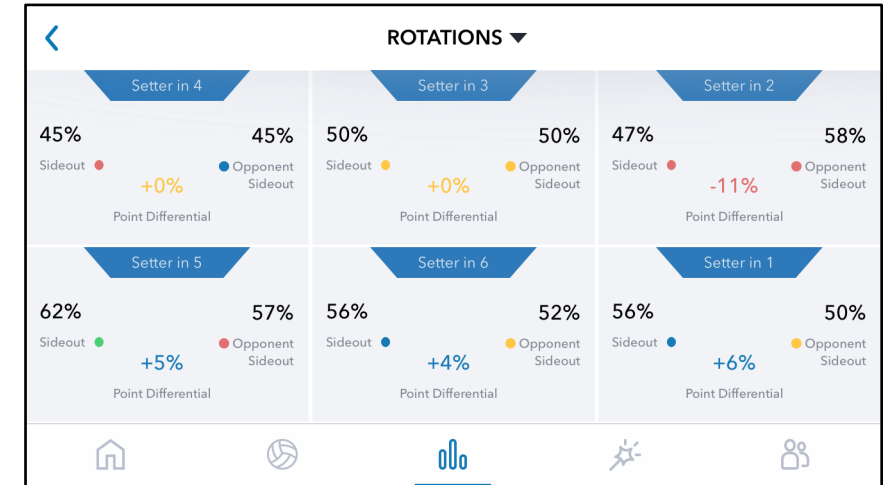 ROTATIONS
Setter in 4
45%
45%
Sideout
Opponent
Sideout
+0%
Point Differential
Setter in 3
50%
50%
Sideout
Opponent
Sideout
+0%
Point Differential
Setter in 2
47%
58%
Sideout
Opponent
Sideout
-11%
Point Differential
Setter in 5
62%
57%
Sideout
Opponent
Sideout
+5%
Point Differential
Setter in 6
56%
52%
Sideout
Opponent
Sideout
+4%
Point Differential
Setter in 1
56%
50%
Sideout
Opponent
Sideout
+6%
Point Differential